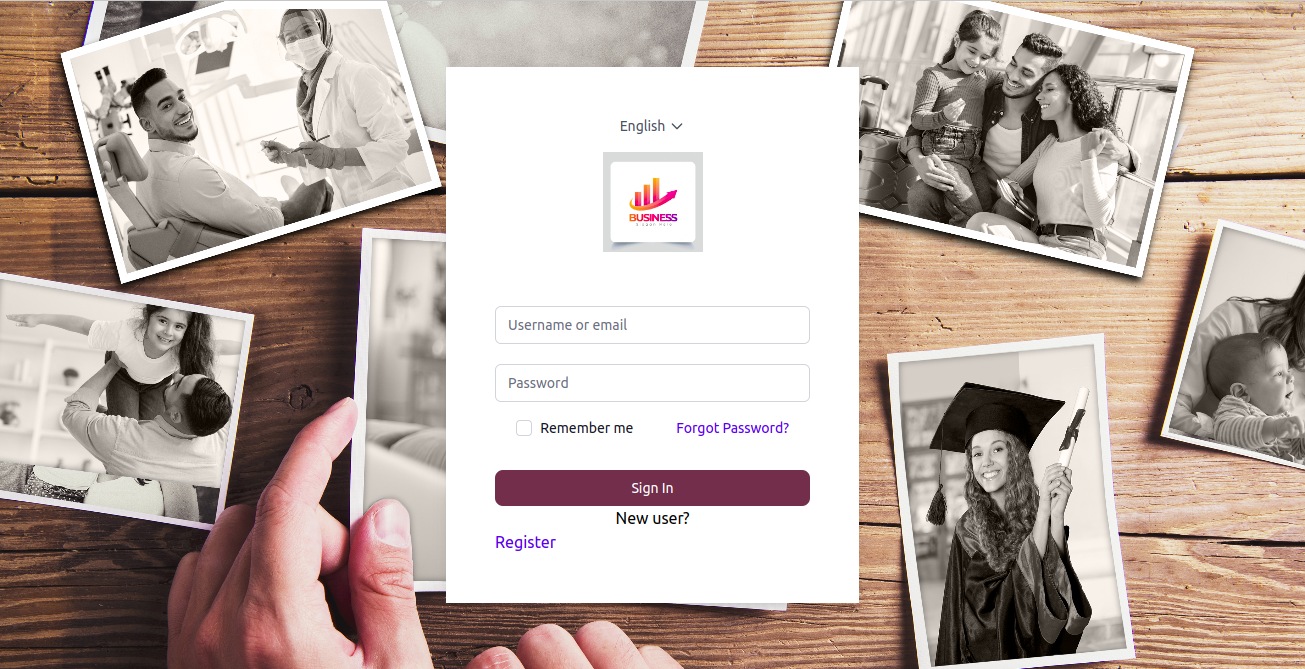 English
BUSINESS
Username or email
Password
Remember me Forgot Password?
Sign In
New user?
Register